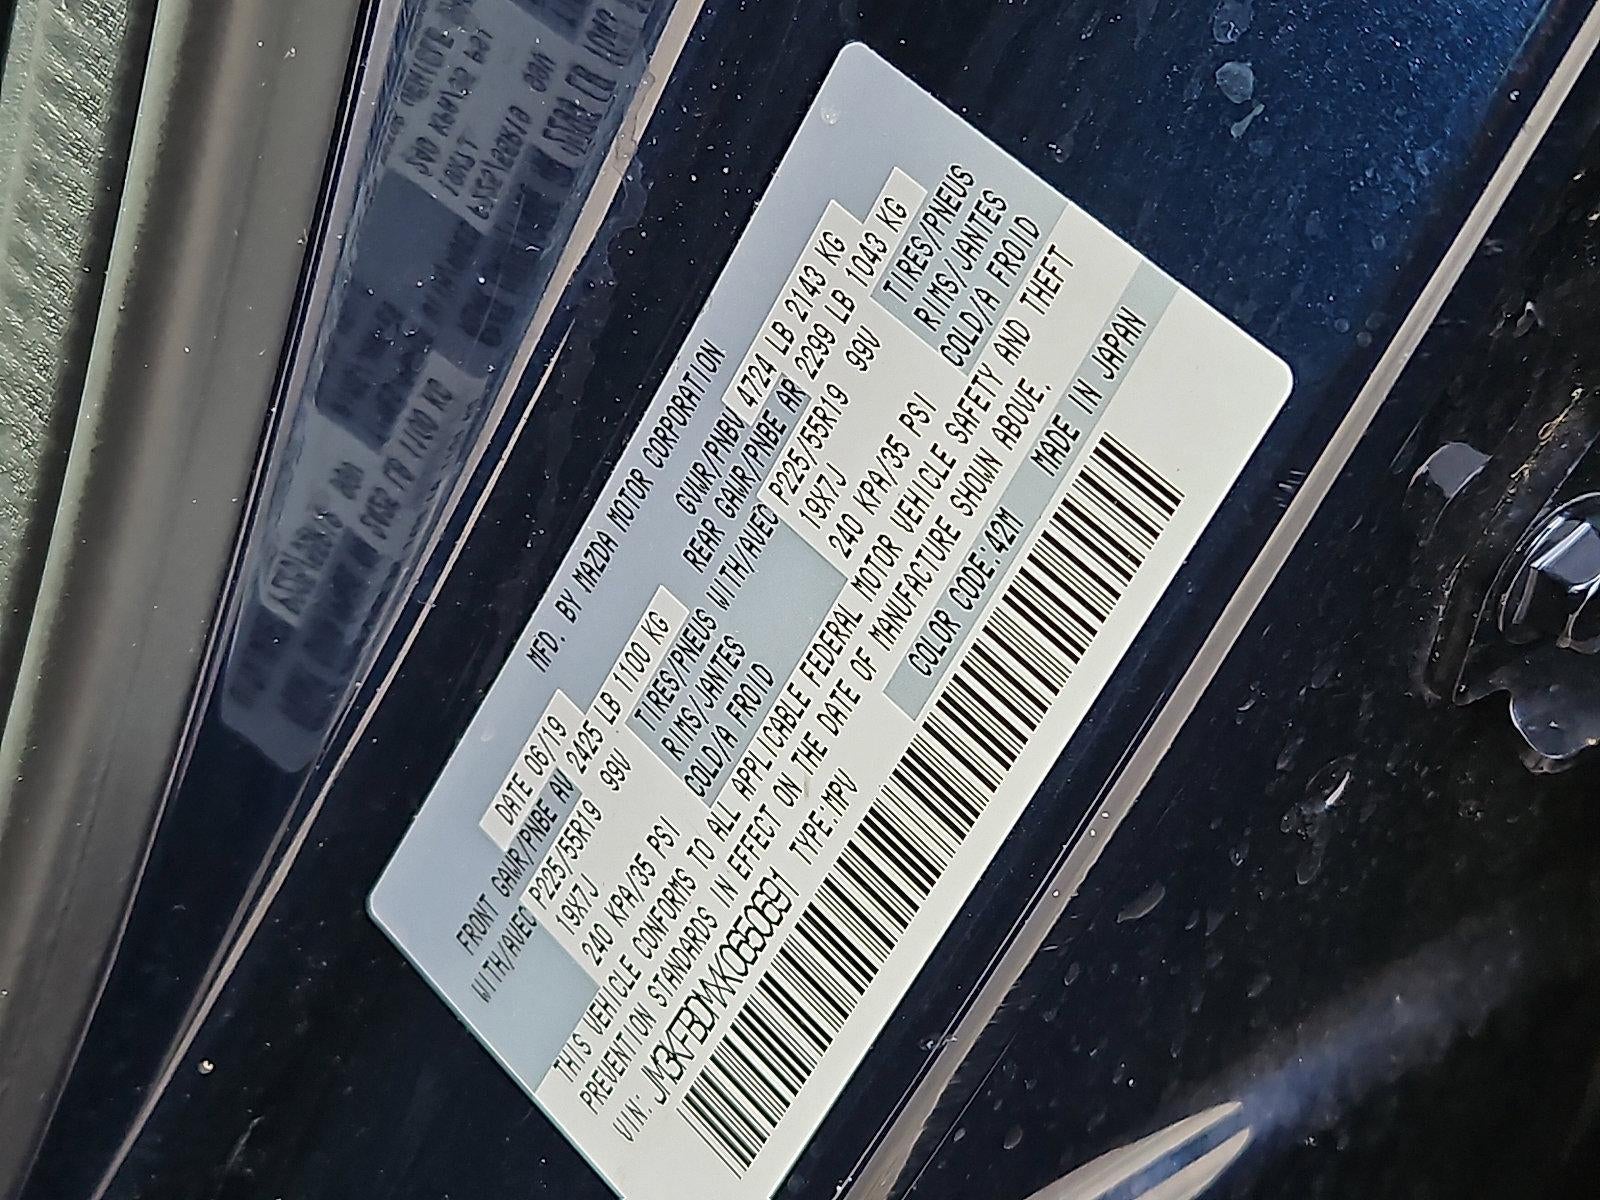 MFD. BY MAZDA MOTOR CORPORATION
DATE 06/19 GVWR/PNBV 4724 LB 2143 KG
FRONT GAWR/PNBE AV 2425 LB 1100 KG REAR GAWR/PNBE AR 2299 LB 1043 KG
WITH/AVEC P225/55R19 99V TIRES/PNEUS WITH/AVEC P225/55R19 99V TIRES/PNEUS
19X7J RIMS/JANTES 19X7J RIMS/JANTES
240 KPA/35 PSI COLD/A FROID 240 KPA/35 PSI COLD/A FROID
THIS VEHICLE CONFORMS TO ALL APPLICABLE FEDERAL MOTOR VEHICLE SAFETY AND THEFT
PREVENTION STANDARDS IN EFFECT ON THE DATE OF MANUFACTURE SHOWN ABOVE.
VIN: JM3KFBDMXK0650691 TYPE:MPV COLOR CODE:42M MADE IN JAPAN